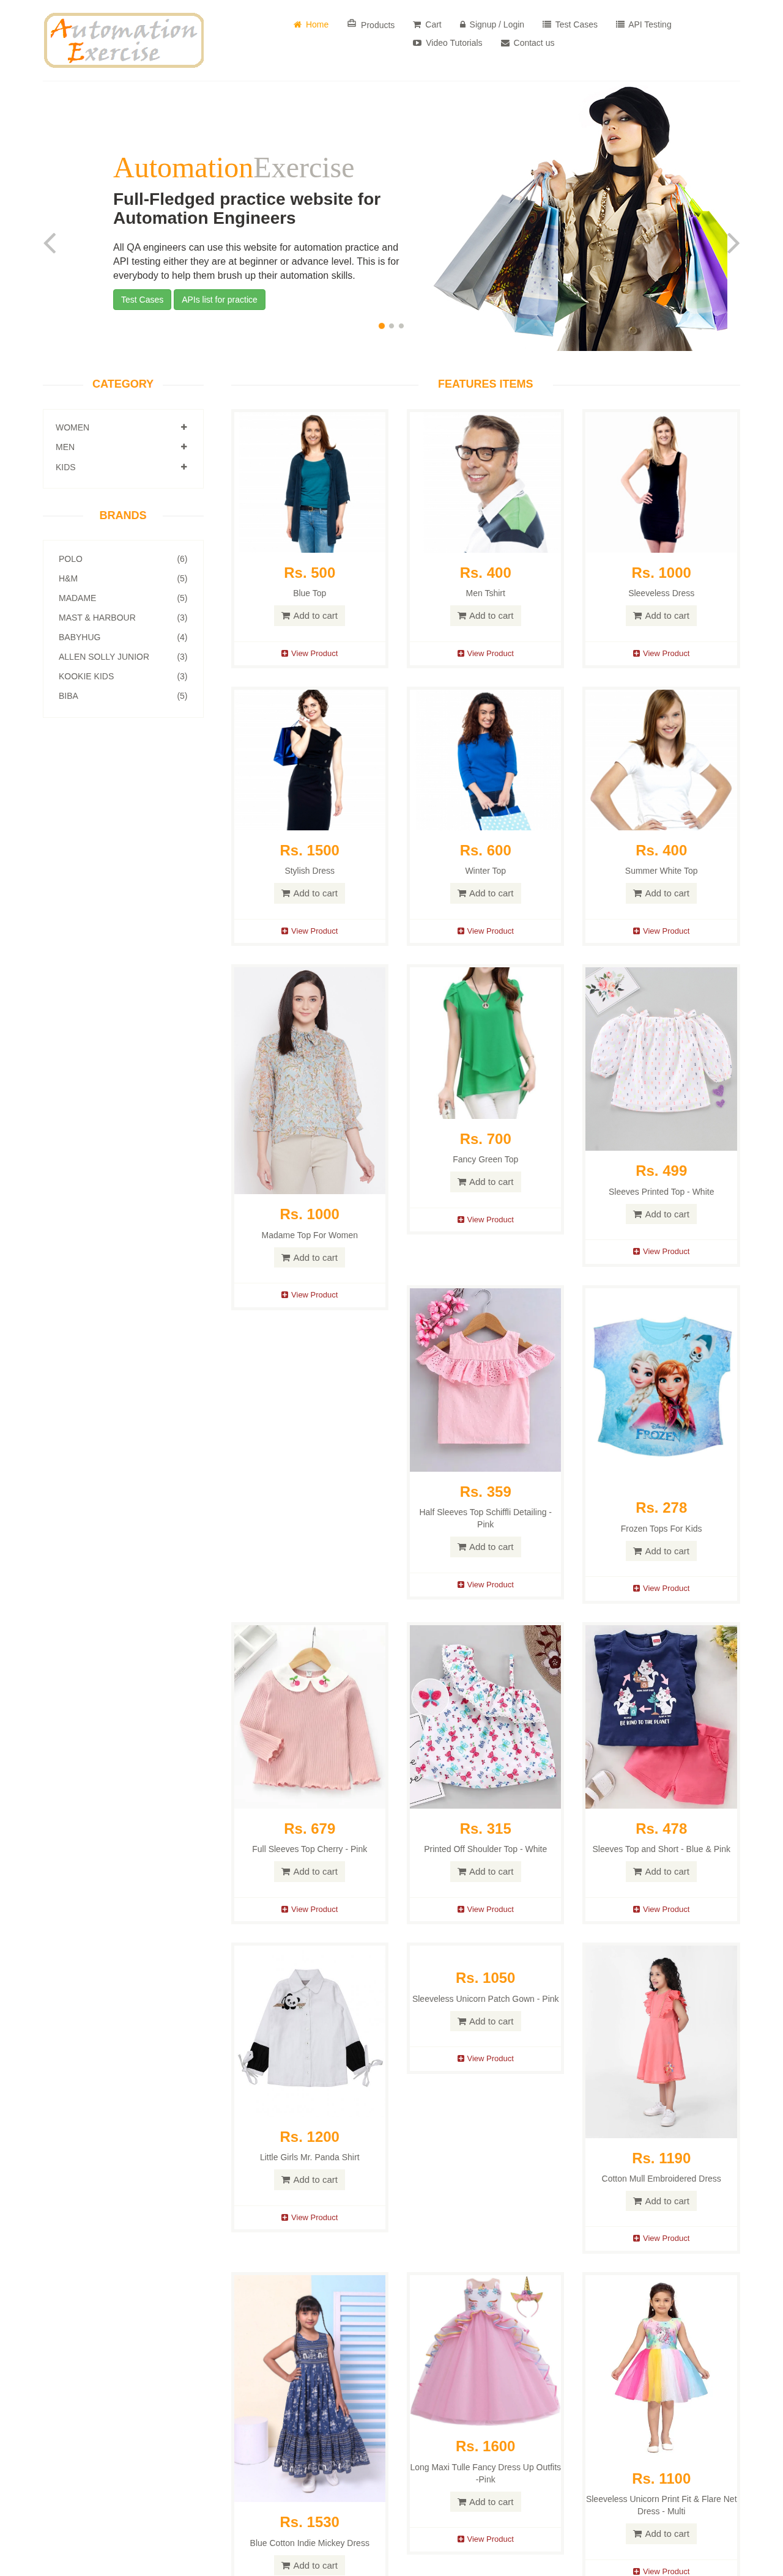 Automation
Exercise
Home
Products
Cart
Signup / Login
Test Cases
API Testing
Video Tutorials
Contact us
AutomationExercise
Full-Fledged practice website for
Automation Engineers
All QA engineers can use this website for automation practice and
API testing either they are at beginner or advance level. This is for
everybody to help them brush up their automation skills.
Test Cases
APIs list for practice
CATEGORY
WOMEN
MEN
KIDS
BRANDS
POLO (6)
H&M (5)
MADAME (5)
MAST & HARBOUR (3)
BABYHUG (4)
ALLEN SOLLY JUNIOR (3)
KOOKIE KIDS (3)
BIBA (5)
FEATURES ITEMS
Rs. 500
Blue Top
Add to cart
View Product
Rs. 400
Men Tshirt
Add to cart
View Product
Rs. 1000
Sleeveless Dress
Add to cart
View Product
Rs. 1500
Stylish Dress
Add to cart
View Product
Rs. 600
Winter Top
Add to cart
View Product
Rs. 400
Summer White Top
Add to cart
View Product
Rs. 1000
Madame Top For Women
Add to cart
View Product
Rs. 700
Fancy Green Top
Add to cart
View Product
Rs. 499
Sleeves Printed Top - White
Add to cart
View Product
Rs. 359
Half Sleeves Top Schiffli Detailing -
Pink
Add to cart
View Product
Disney
FROZEN
Rs. 278
Frozen Tops For Kids
Add to cart
View Product
Rs. 679
Full Sleeves Top Cherry - Pink
Add to cart
View Product
Rs. 315
Printed Off Shoulder Top - White
Add to cart
View Product
BE KIND TO THE PLANET
Rs. 478
Sleeves Top and Short - Blue & Pink
Add to cart
View Product
Rs. 1200
Little Girls Mr. Panda Shirt
Add to cart
View Product
Rs. 1050
Sleeveless Unicorn Patch Gown - Pink
Add to cart
View Product
Rs. 1190
Cotton Mull Embroidered Dress
Add to cart
View Product
Rs. 1530
Blue Cotton Indie Mickey Dress
Add to cart
Rs. 1600
Long Maxi Tulle Fancy Dress Up Outfits
-Pink
Add to cart
View Product
Rs. 1100
Sleeveless Unicorn Print Fit & Flare Net
Dress - Multi
Add to cart
View Product